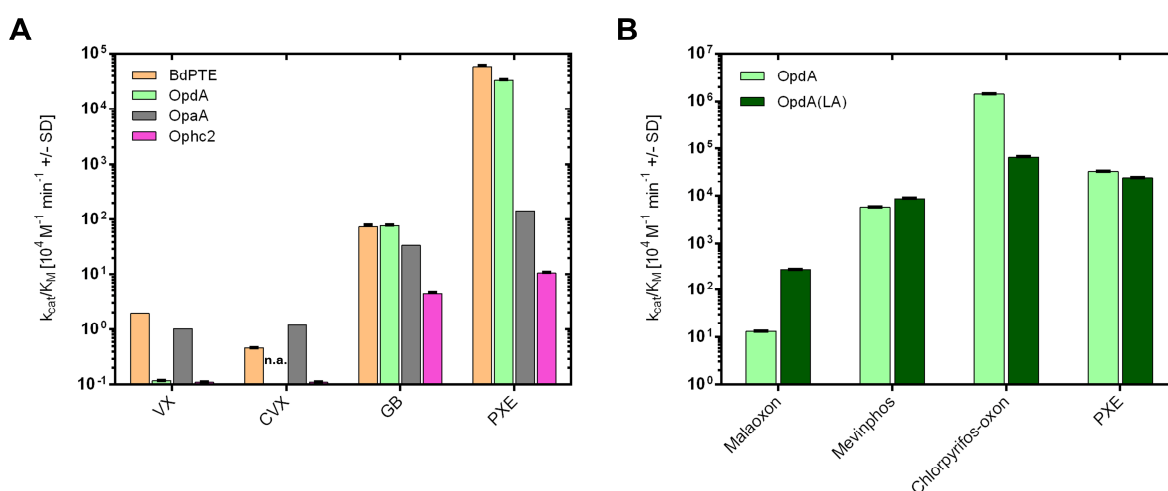 A
k_cat/K_M [10^4 M^-1 min^-1 +/- SD]
10^5
10^4
10^3
10^2
10^1
10^0
10^-1
BdPTE
OpdA
OpaA
Ophc2
n.a.
VX
CVX
GB
PXE
B
k_cat/K_M [10^4 M^-1 min^-1 +/- SD]
10^7
10^6
10^5
10^4
10^3
10^2
10^1
10^0
OpdA
OpdA(LA)
Malaoxon
Mevinphos
Chlorpyrifos-oxon
PXE